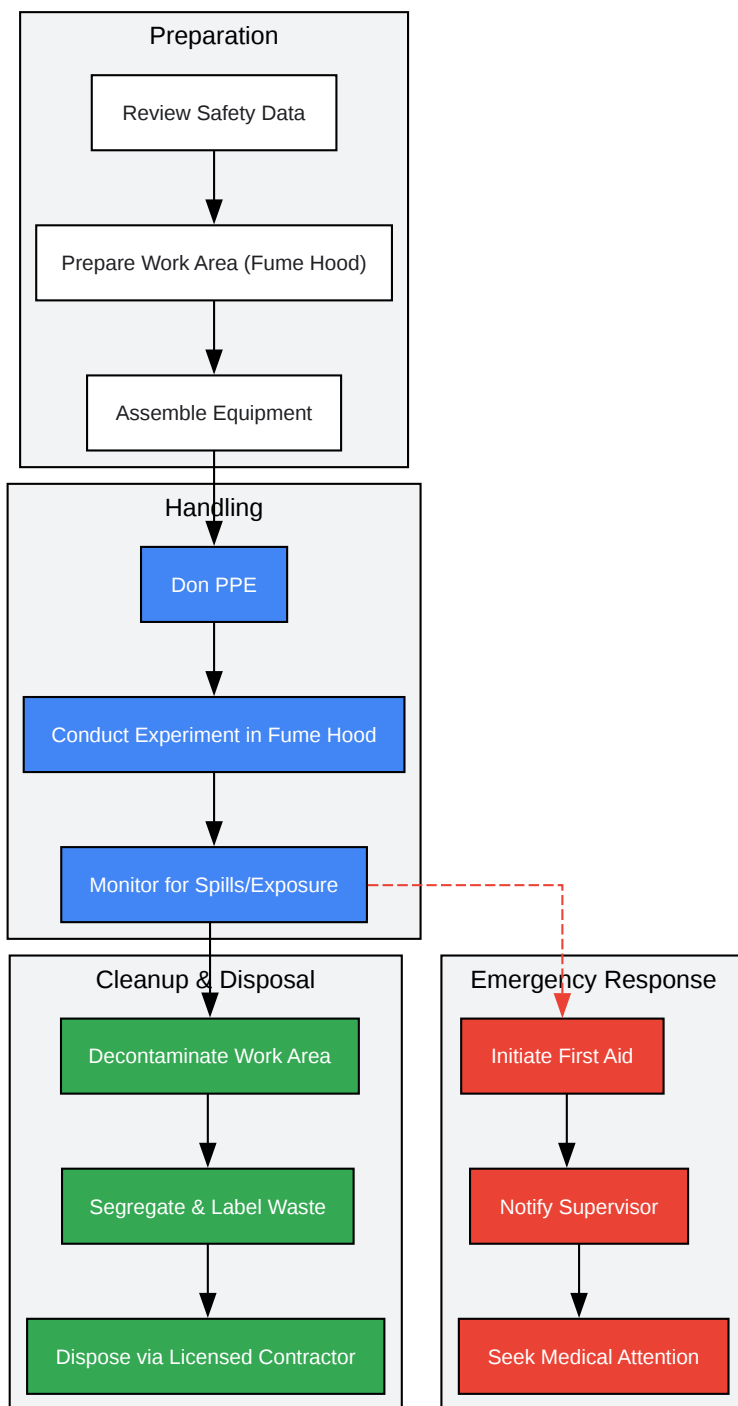 Preparation
Review Safety Data
Prepare Work Area (Fume Hood)
Assemble Equipment
Handling
Don PPE
Conduct Experiment in Fume Hood
Monitor for Spills/Exposure
Cleanup & Disposal
Decontaminate Work Area
Segregate & Label Waste
Dispose via Licensed Contractor
Emergency Response
Initiate First Aid
Notify Supervisor
Seek Medical Attention